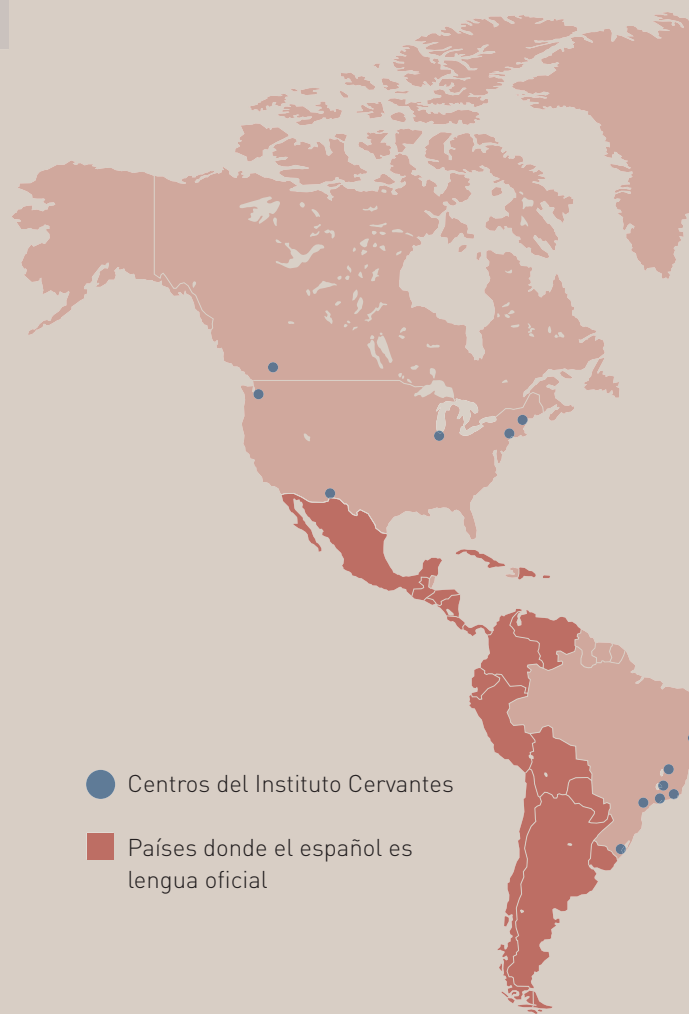 Centros del Instituto Cervantes
Países donde el español es
lengua oficial